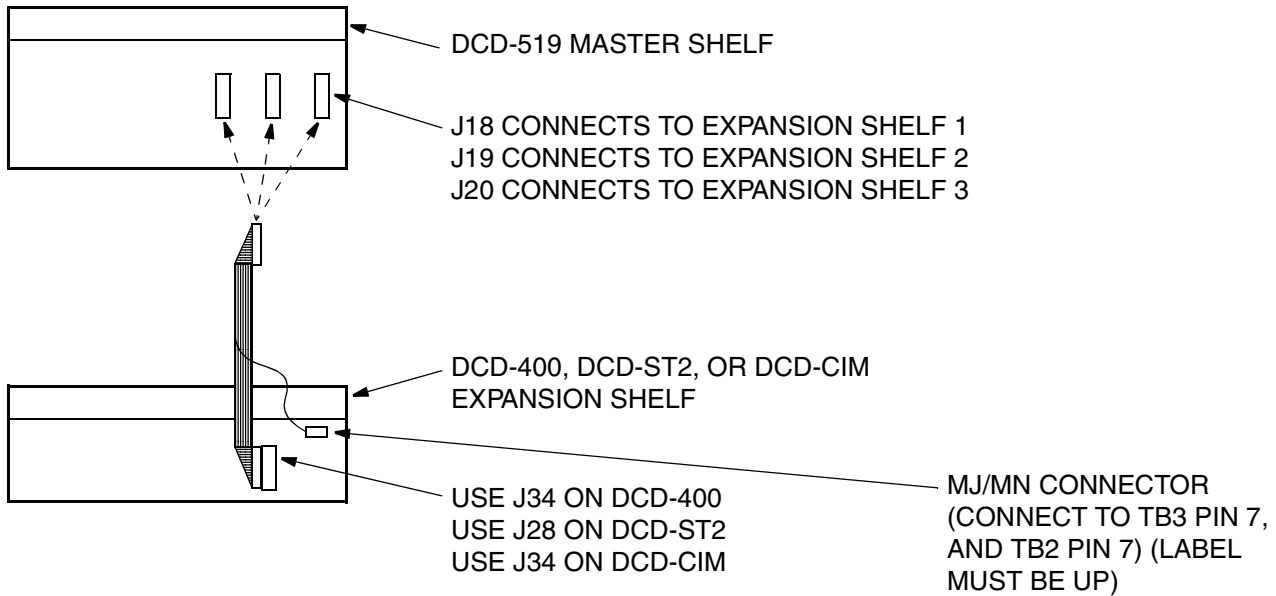 DCD-519 MASTER SHELF
J18 CONNECTS TO EXPANSION SHELF 1
J19 CONNECTS TO EXPANSION SHELF 2
J20 CONNECTS TO EXPANSION SHELF 3
DCD-400, DCD-ST2, OR DCD-CIM
EXPANSION SHELF
USE J34 ON DCD-400
USE J28 ON DCD-ST2
USE J34 ON DCD-CIM
MJ/MN CONNECTOR
(CONNECT TO TB3 PIN 7,
AND TB2 PIN 7) (LABEL
MUST BE UP)